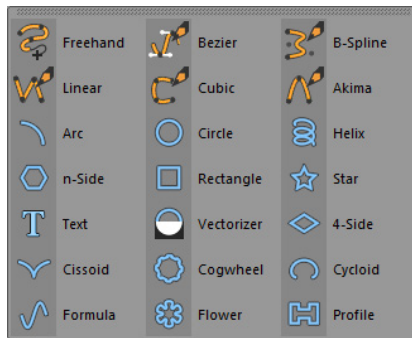 Freehand Bezier B-Spline
Linear Cubic Akima
Arc Circle Helix
n-Side Rectangle Star
Text Vectorizer 4-Side
Cissoid Cogwheel Cycloid
Formula Flower Profile